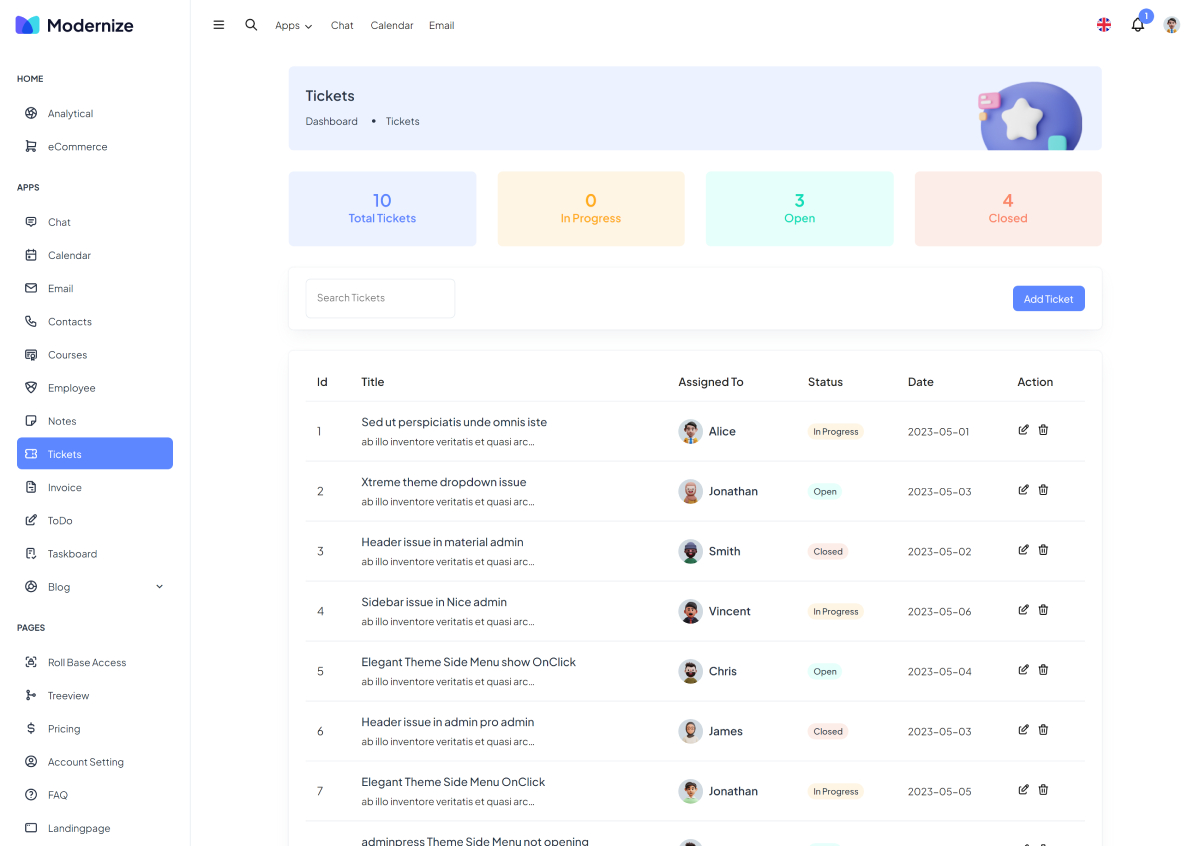 Modernize
Apps Chat Calendar Email
1
HOME
Analytical
eCommerce
APPS
Chat
Calendar
Email
Contacts
Courses
Employee
Notes
Tickets
Invoice
ToDo
Taskboard
Blog
PAGES
Roll Base Access
Treeview
Pricing
Account Setting
FAQ
Landingpage
Tickets
Dashboard • Tickets
10
Total Tickets
0
In Progress
3
Open
4
Closed
Search Tickets
Add Ticket
Id Title Assigned To Status Date Action
1 Sed ut perspiciatis unde omnis iste Alice In Progress 2023-05-01
ab illo inventore veritatis et quasi arc...
2 Xtreme theme dropdown issue Jonathan Open 2023-05-03
ab illo inventore veritatis et quasi arc...
3 Header issue in material admin Smith Closed 2023-05-02
ab illo inventore veritatis et quasi arc...
4 Sidebar issue in Nice admin Vincent In Progress 2023-05-06
ab illo inventore veritatis et quasi arc...
5 Elegant Theme Side Menu show OnClick Chris Open 2023-05-04
ab illo inventore veritatis et quasi arc...
6 Header issue in admin pro admin James Closed 2023-05-03
ab illo inventore veritatis et quasi arc...
7 Elegant Theme Side Menu OnClick Jonathan In Progress 2023-05-05
ab illo inventore veritatis et quasi arc...
adminpress Theme Side Menu not opening